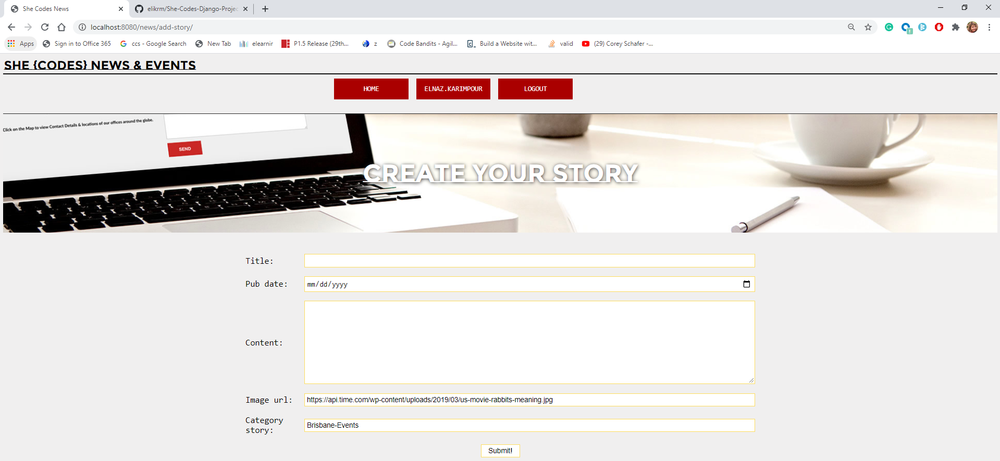 She Codes News
elikrm/She-Codes-Django-Projec
localhost:8080/news/add-story/
Apps
Sign in to Office 365
ccs - Google Search
New Tab
elearnir
P1.5 Release (29th...
z
Code Bandits - Agil...
Build a Website wit...
valid
(29) Corey Schafer -...
SHE {CODES} NEWS & EVENTS
HOME
ELNAZ.KARIMPOUR
LOGOUT
Click on the Map to view Contact Details & locations of our offices around the globe.
SEND
CREATE YOUR STORY
Title:
Pub date:
mm/dd/yyyy
Content:
Image url:
https://api.time.com/wp-content/uploads/2019/03/us-movie-rabbits-meaning.jpg
Category
story:
Brisbane-Events
Submit!